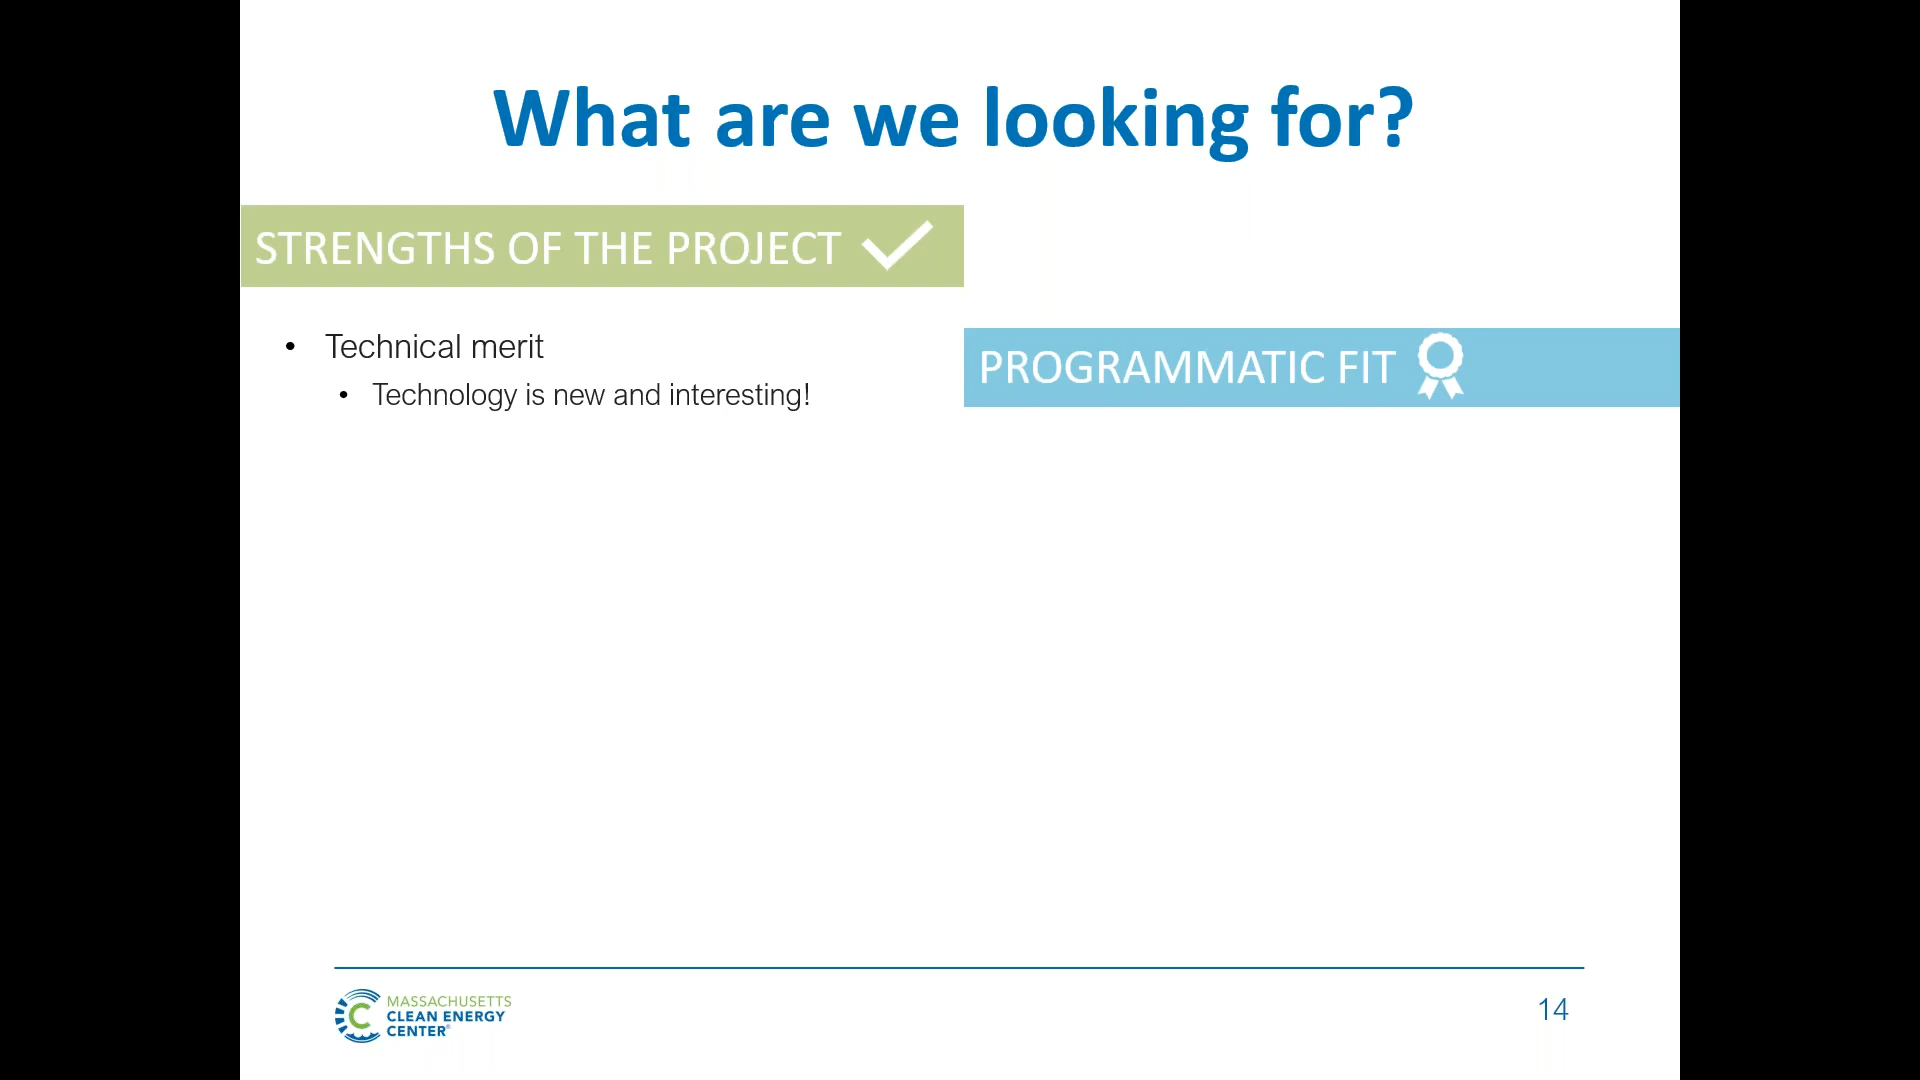 What are we looking for?
STRENGTHS OF THE PROJECT
• Technical merit
• Technology is new and interesting!
PROGRAMMATIC FIT
MASSACHUSETTS
CLEAN ENERGY
CENTER®
14